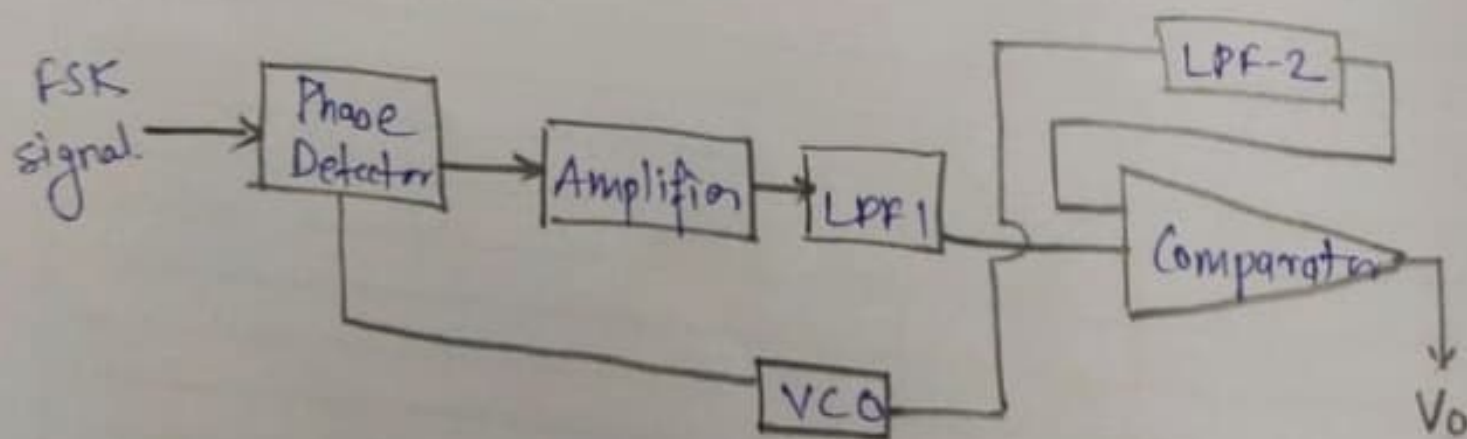 FSK
signal.
Phase
Detector
Amplifier
LPF1
LPF-2
Comparator
VCO
Vo